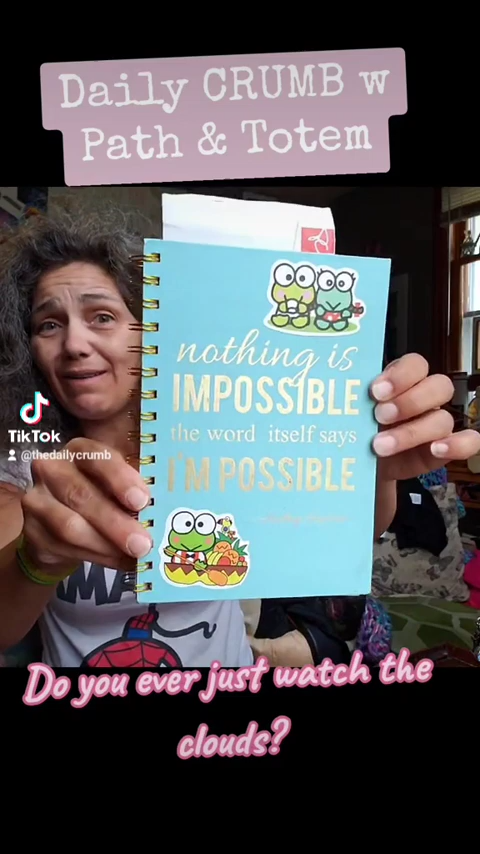 Daily CRUMB w
Path & Totem
nothing is
IMPOSSIBLE
the word itself says
I'M POSSIBLE
TikTok
@thedailycrumb
AMA
Do you ever just watch the
clouds?